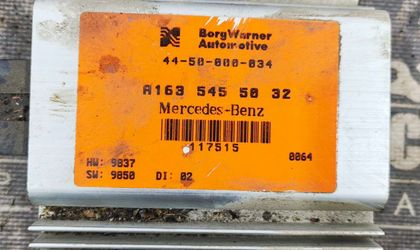 BorgWarner
Automotive
44-50-000-034
A163 545 50 32
Mercedes-Benz
117515
0064
HW: 9837
SW: 9850 DI: 02